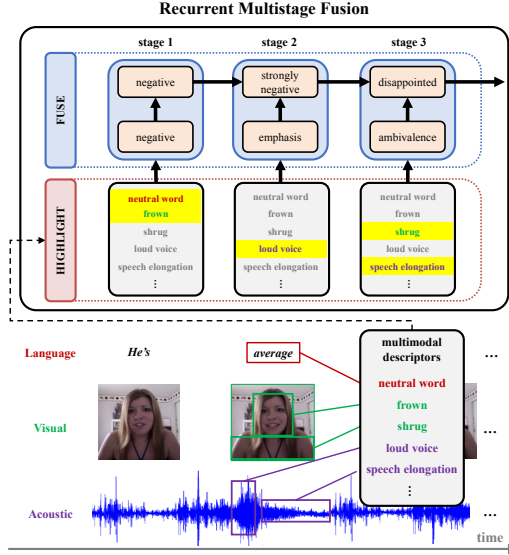 Recurrent Multistage Fusion
stage 1
stage 2
stage 3
FUSE
negative
strongly
negative
disappointed
negative
emphasis
ambivalence
HIGHLIGHT
neutral word
frown
shrug
loud voice
speech elongation
⋮
neutral word
frown
shrug
loud voice
speech elongation
⋮
neutral word
frown
shrug
loud voice
speech elongation
⋮
Language
He's
average
...
Visual
...
Acoustic
...
multimodal
descriptors
neutral word
frown
shrug
loud voice
speech elongation
⋮
time